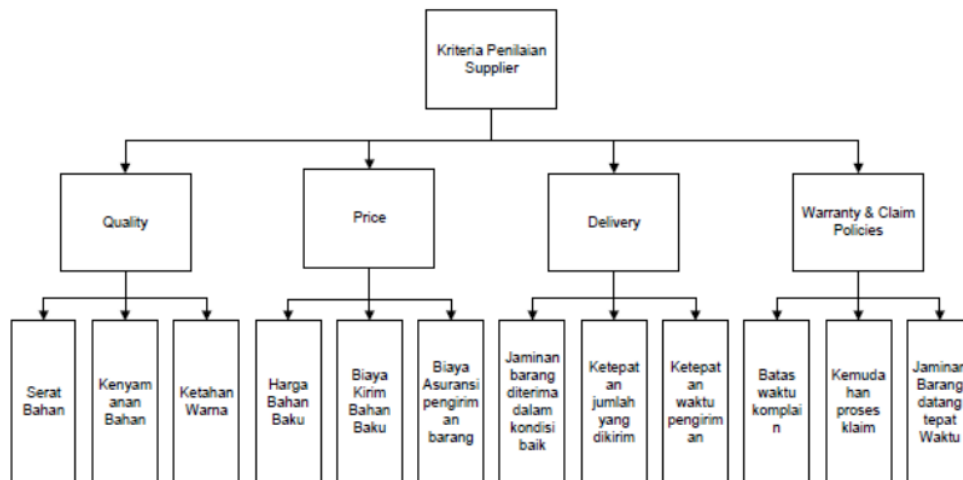 Kriteria Penilaian
Supplier
Quality
Price
Delivery
Warranty & Claim
Policies
Serat
Bahan
Kenyam
anan
Bahan
Ketahan
Warna
Harga
Bahan
Baku
Biaya
Kirim
Bahan
Baku
Biaya
Asuransi
pengirim
an
barang
Jaminan
barang
diterima
dalam
kondisi
baik
Ketepat
an
jumlah
yang
dikirim
Ketepat
an
waktu
pengirim
an
Batas
waktu
komplai
n
Kemuda
han
proses
klaim
Jaminan
Barang
datang
tepat
Waktu